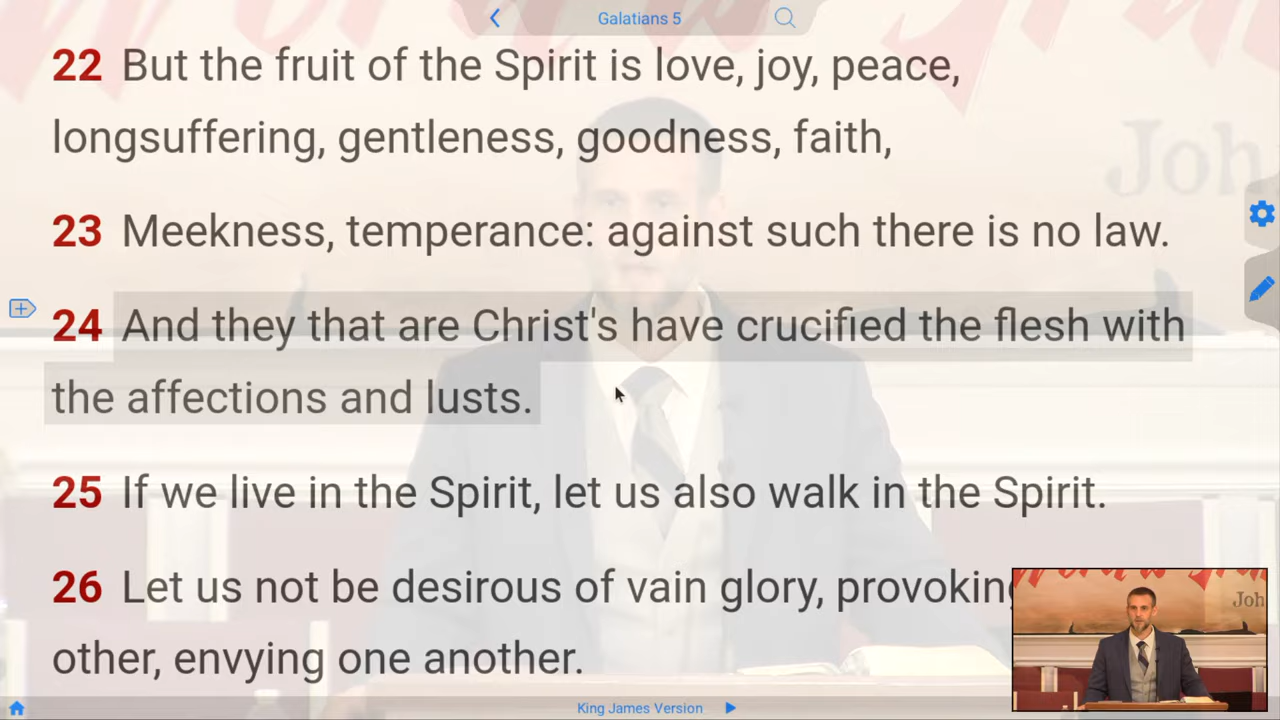 Galatians 5
22 But the fruit of the Spirit is love, joy, peace,
longsuffering, gentleness, goodness, faith,
Joh
23 Meekness, temperance: against such there is no law.
24 And they that are Christ's have crucified the flesh with
the affections and lusts.
25 If we live in the Spirit, let us also walk in the Spirit.
26 Let us not be desirous of vain glory, provoking
other, envying one another.
Joh
King James Version